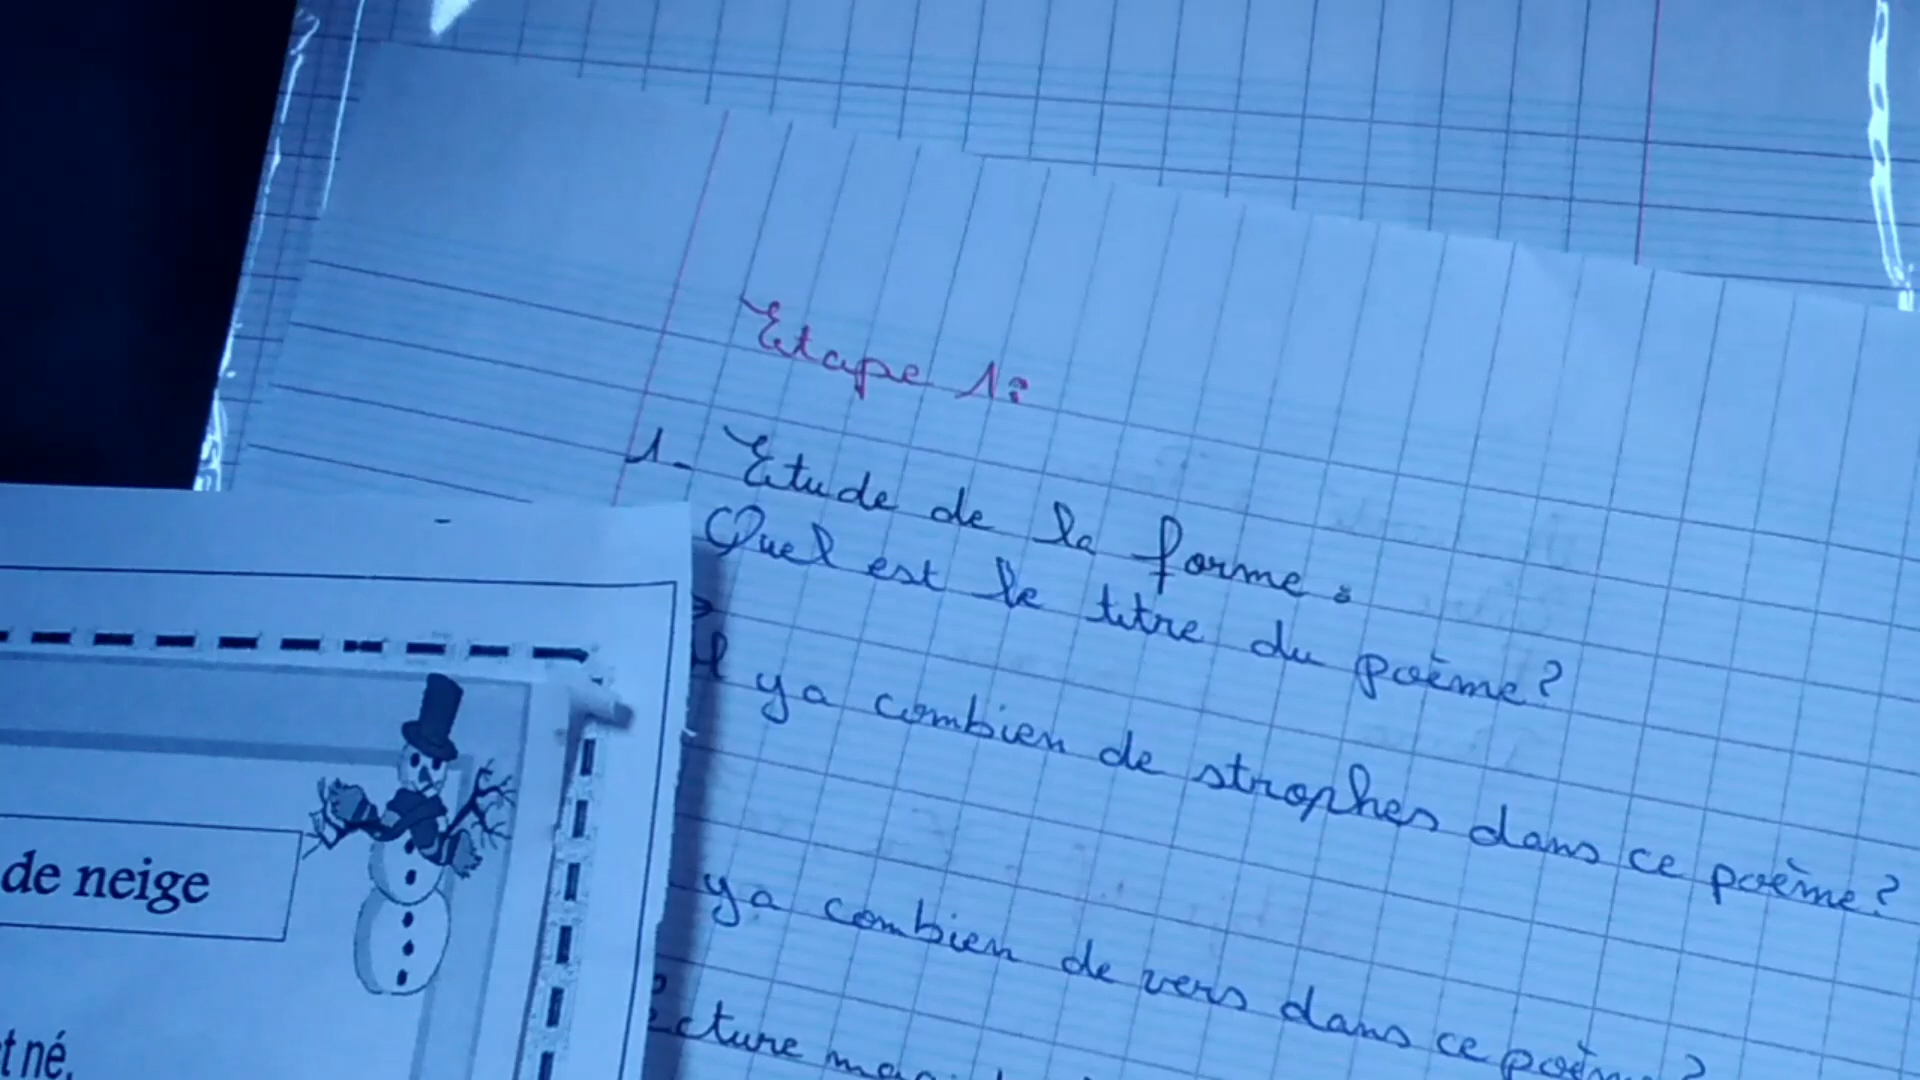 Etape 1:
1- Etude de la forme :
Quel est le titre du poème ?
Il y a combien de strophes dans ce poème ?
y a combien de vers dans ce poème ?
de neige
t né.